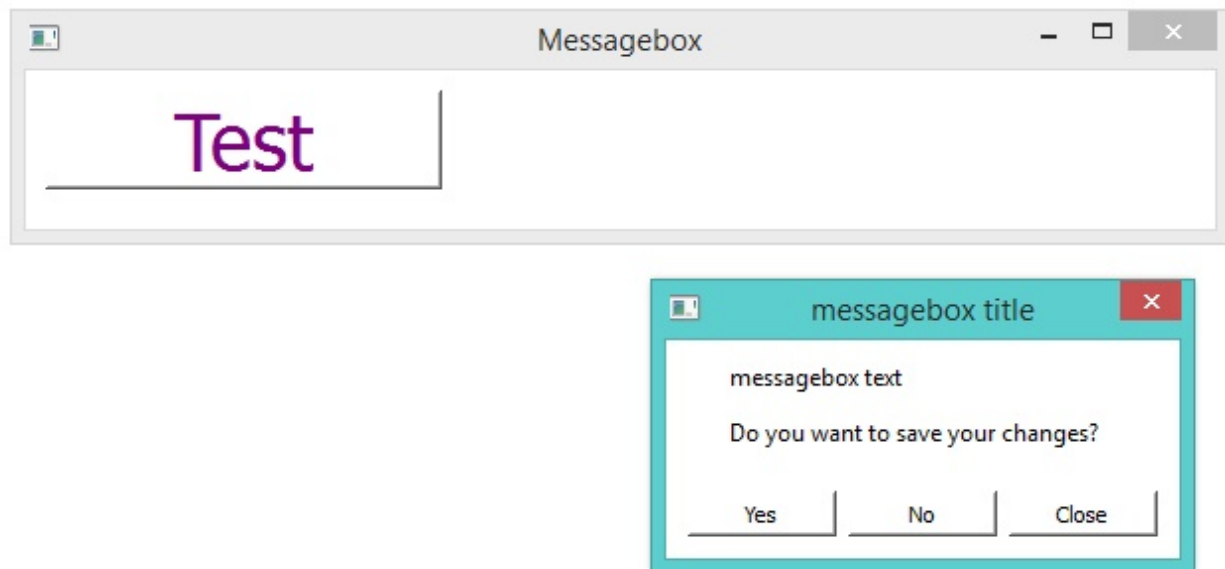 Messagebox
Test
messagebox title
messagebox text
Do you want to save your changes?
Yes No Close